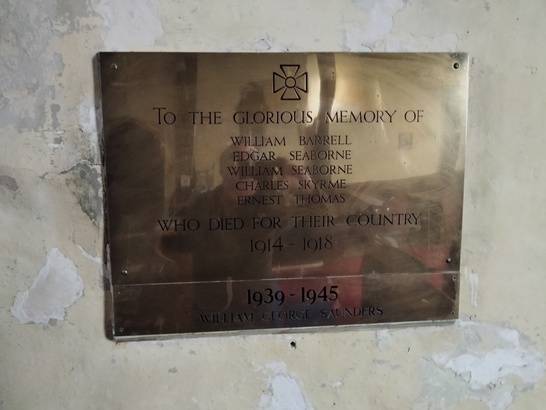 TO THE GLORIOUS MEMORY OF
WILLIAM BARRELL
EDGAR SEABORNE
WILLIAM SEABORNE
CHARLES SKYRME
ERNEST THOMAS
WHO DIED FOR THEIR COUNTRY
1914 - 1918
1939 - 1945
WILLIAM GEORGE SAUNDERS